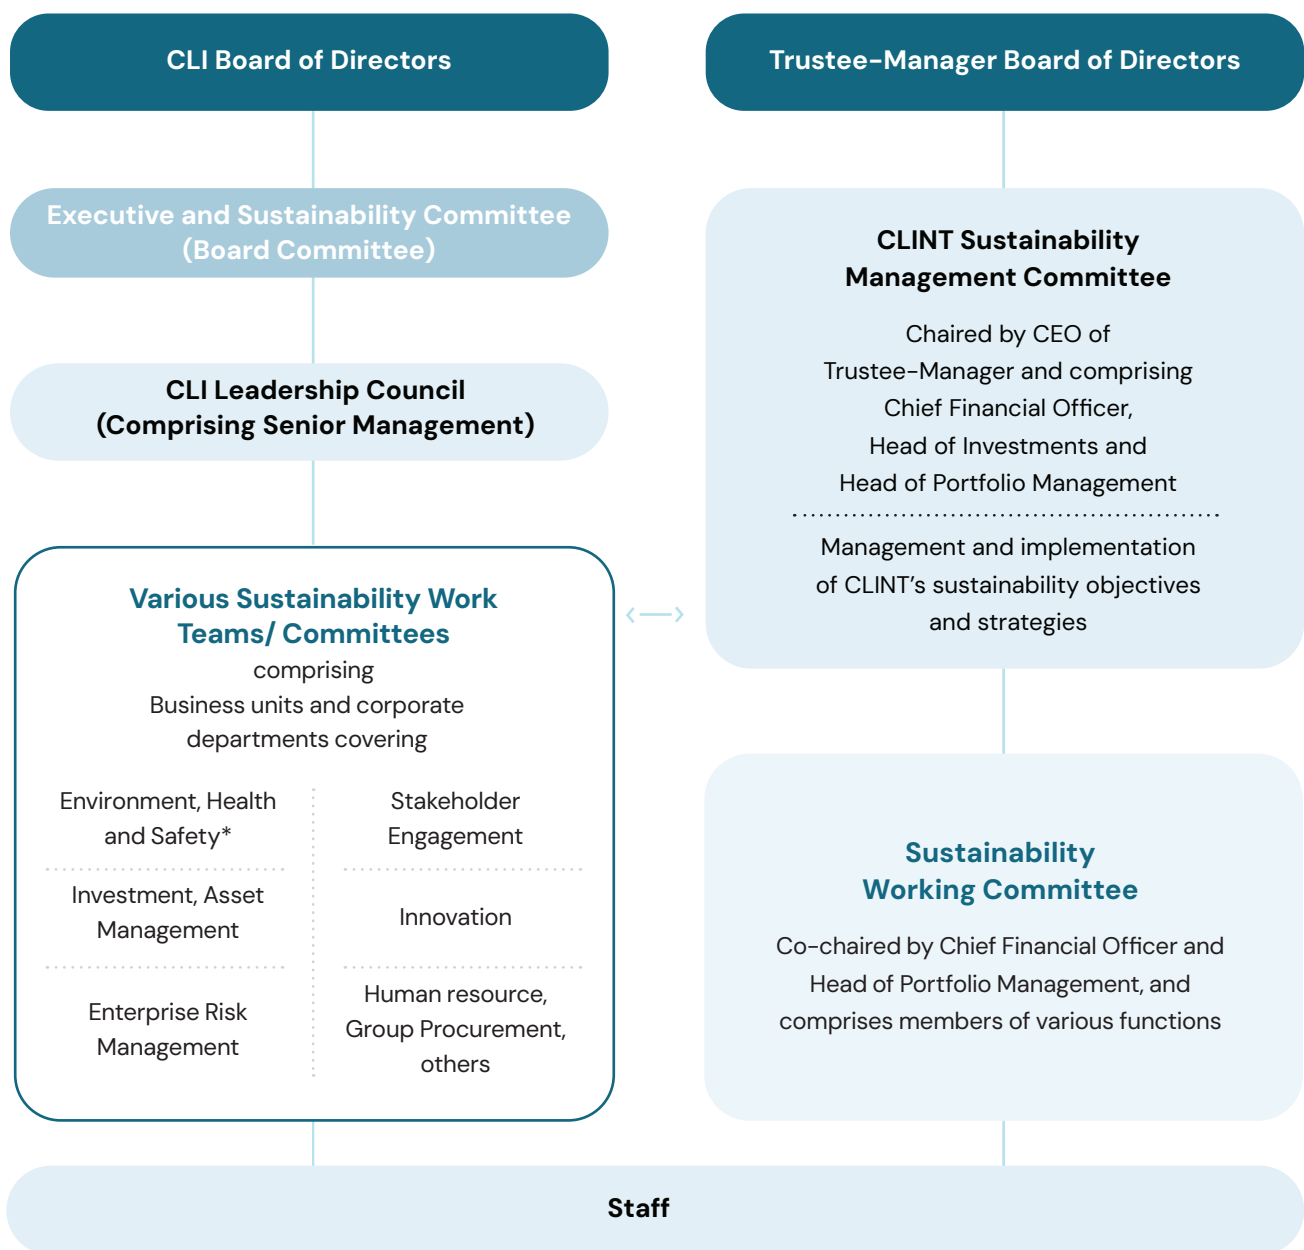 CLI Board of Directors
Executive and Sustainability Committee
(Board Committee)
CLI Leadership Council
(Comprising Senior Management)
Various Sustainability Work
Teams/ Committees
comprising
Business units and corporate
departments covering
Environment, Health
and Safety*
Stakeholder
Engagement
Investment, Asset
Management
Innovation
Enterprise Risk
Management
Human resource,
Group Procurement,
others
Trustee-Manager Board of Directors
CLINT Sustainability
Management Committee
Chaired by CEO of
Trustee-Manager and comprising
Chief Financial Officer,
Head of Investments and
Head of Portfolio Management
Management and implementation
of CLINT's sustainability objectives
and strategies
Sustainability
Working Committee
Co-chaired by Chief Financial Officer and
Head of Portfolio Management, and
comprises members of various functions
Staff